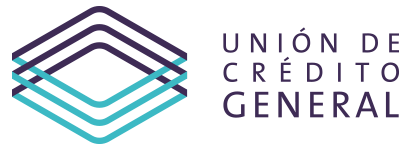 UNIÓN DE
CRÉDITO
GENERAL